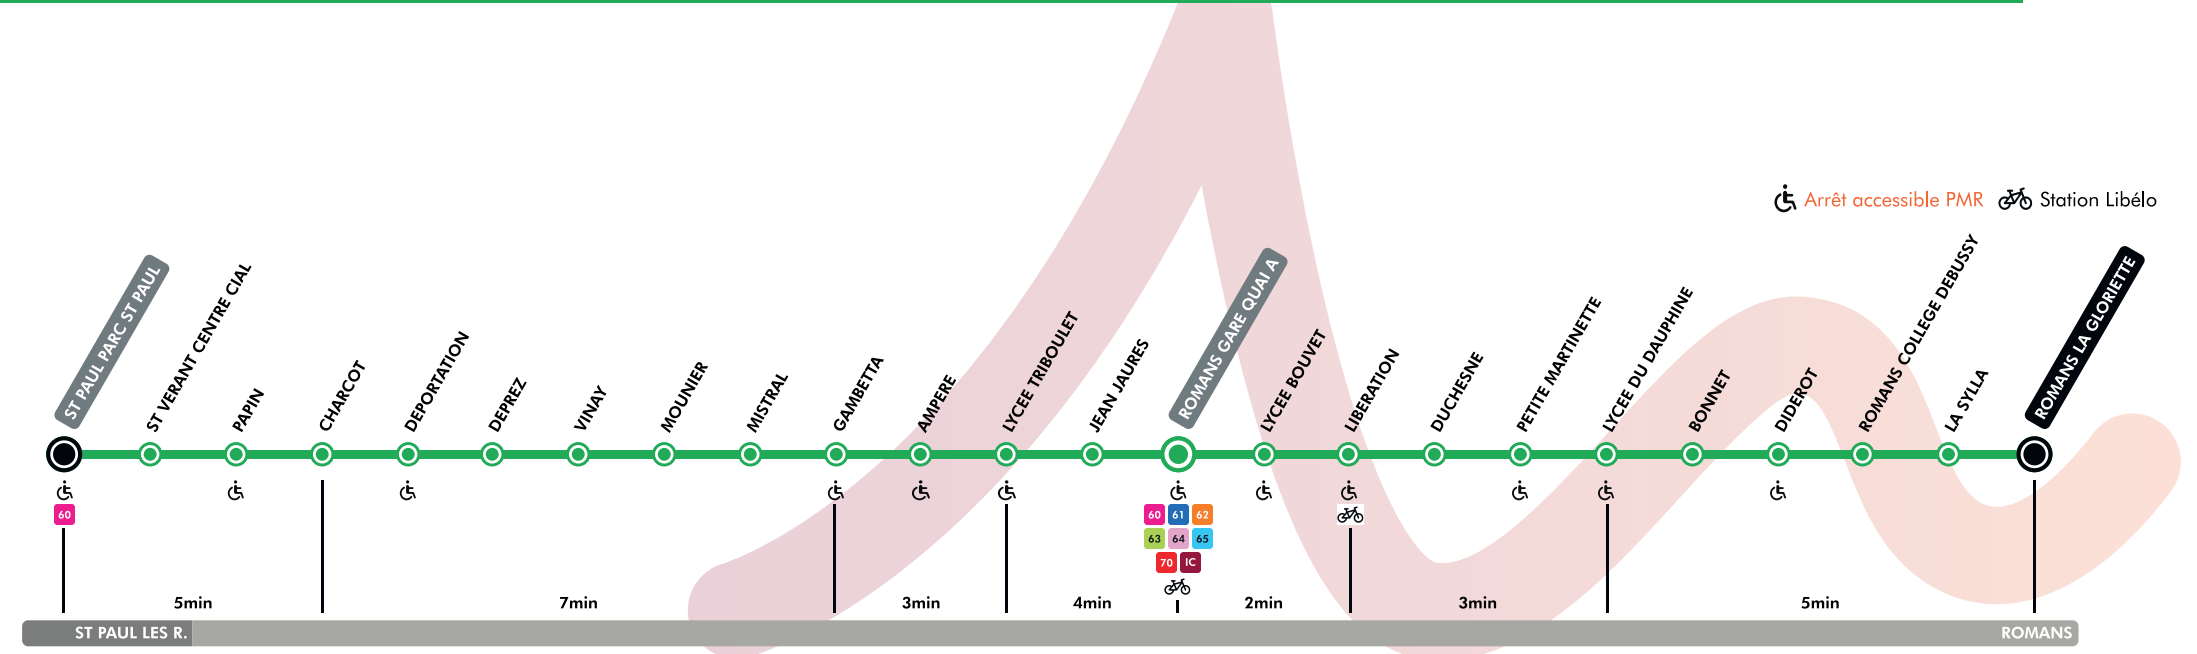 Arrêt accessible PMR
Station Libélo
ST PAUL PARC ST PAUL
ST VERANT CENTRE CIAL
PAPIN
CHARCOT
DEPORTATION
DEPREZ
VINAY
MOUNIER
MISTRAL
GAMBETTA
AMPERE
LYCEE TRIBOULET
JEAN JAURES
ROMANS GARE QUAI A
LYCEE BOUVET
LIBERATION
DUCHESNE
PETITE MARTINETTE
LYCEE DU DAUPHINE
BONNET
DIDEROT
ROMANS COLLEGE DEBUSSY
LA SYLLA
ROMANS LA GLORIETTE
60
60 61 62
63 64 65
70 IC
5min
7min
3min
4min
2min
3min
5min
ST PAUL LES R.
ROMANS